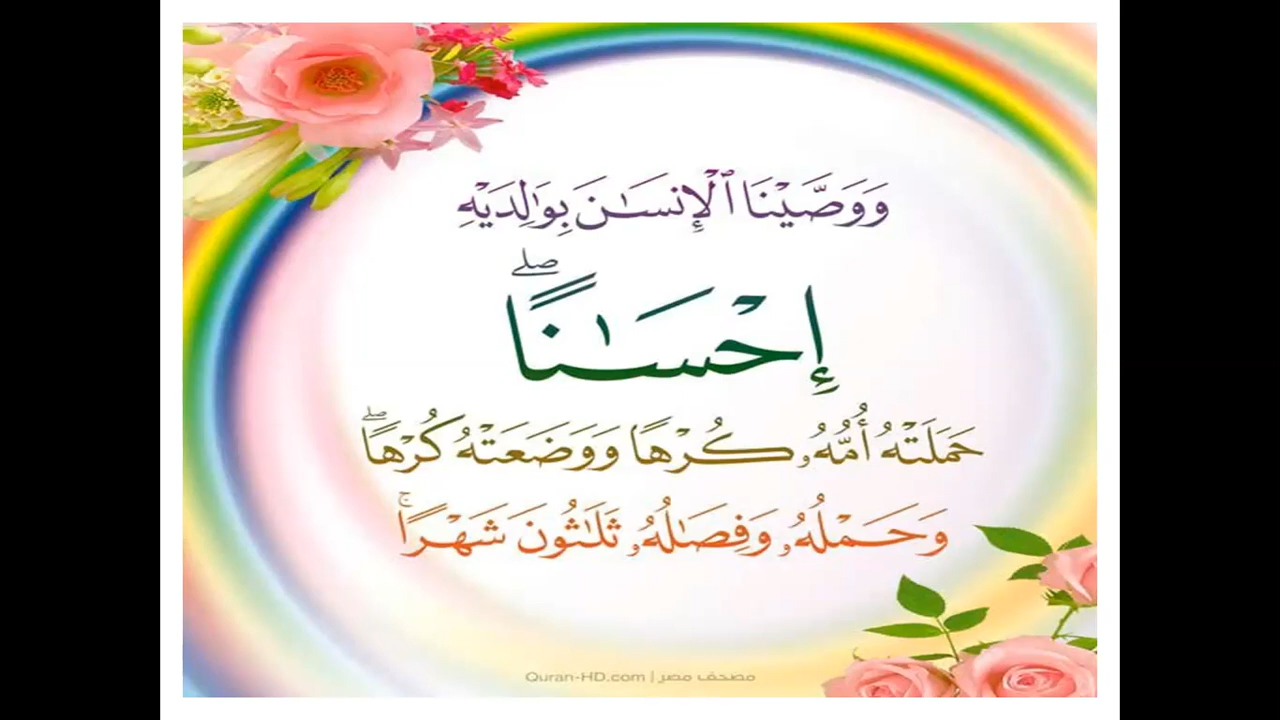 وَوَصَّيْنَا ٱلْإِنسَـٰنَ بِوَٰلِدَيْهِ
إِحْسَـٰنًا ۖ
حَمَلَتْهُ أُمُّهُۥ كُرْهًا وَوَضَعَتْهُ كُرْهًا ۖ
وَحَمْلُهُۥ وَفِصَـٰلُهُۥ ثَلَـٰثُونَ شَهْرًا ۚ
Quran-HD.com | مصحف مصر